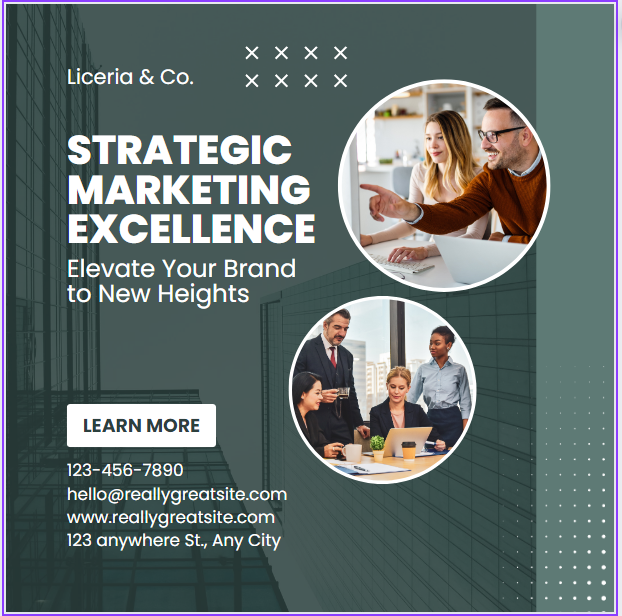 Liceria & Co.
STRATEGIC
MARKETING
EXCELLENCE
Elevate Your Brand
to New Heights
LEARN MORE
123-456-7890
hello@reallygreatsite.com
www.reallygreatsite.com
123 anywhere St., Any City